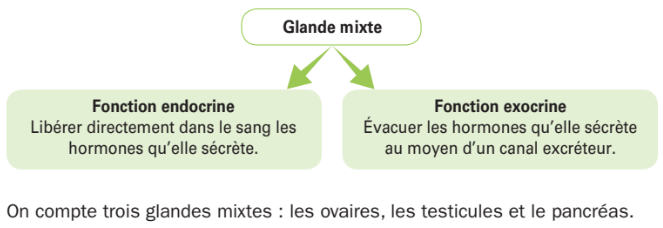 Glande mixte
Fonction endocrine
Libérer directement dans le sang les
hormones qu'elle sécrète.
Fonction exocrine
Évacuer les hormones qu'elle sécrète
au moyen d'un canal excréteur.
On compte trois glandes mixtes : les ovaires, les testicules et le pancréas.